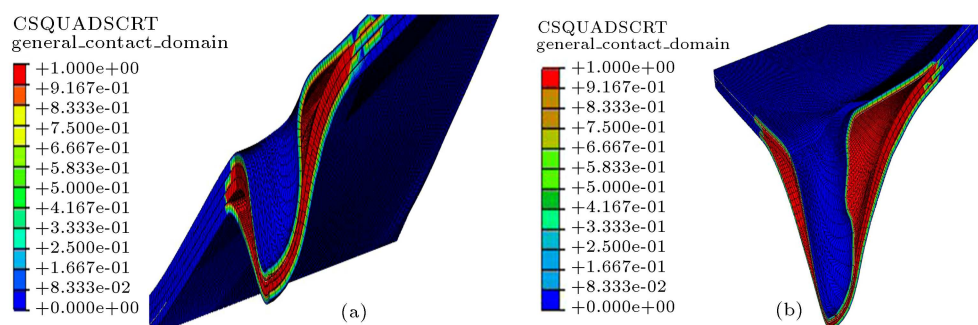 CSQUADSCRT
general_contact_domain
+1.000e+00
+9.167e-01
+8.333e-01
+7.500e-01
+6.667e-01
+5.833e-01
+5.000e-01
+4.167e-01
+3.333e-01
+2.500e-01
+1.667e-01
+8.333e-02
+0.000e+00
(a)
CSQUADSCRT
general_contact_domain
+1.000e+00
+9.167e-01
+8.333e-01
+7.500e-01
+6.667e-01
+5.833e-01
+5.000e-01
+4.167e-01
+3.333e-01
+2.500e-01
+1.667e-01
+8.333e-02
+0.000e+00
(b)